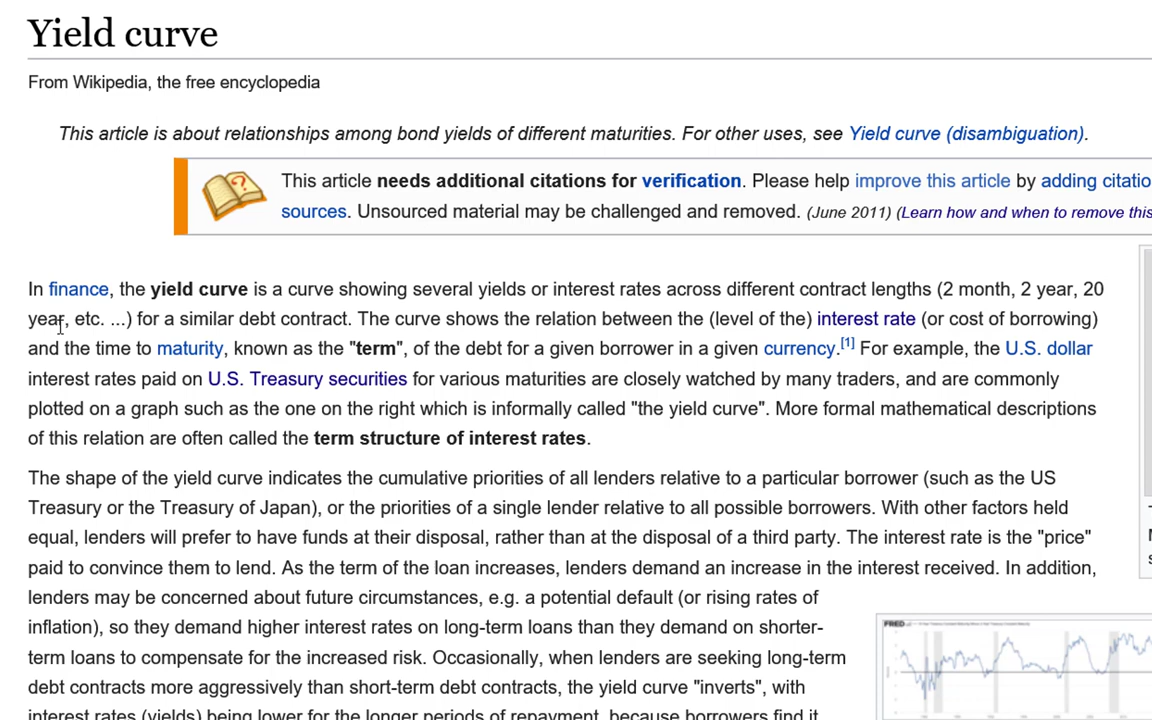 Yield curve
From Wikipedia, the free encyclopedia
This article is about relationships among bond yields of different maturities. For other uses, see Yield curve (disambiguation).
This article needs additional citations for verification. Please help improve this article by adding citatio
sources. Unsourced material may be challenged and removed. (June 2011) (Learn how and when to remove this
In finance, the yield curve is a curve showing several yields or interest rates across different contract lengths (2 month, 2 year, 20
year, etc. ...) for a similar debt contract. The curve shows the relation between the (level of the) interest rate (or cost of borrowing)
and the time to maturity, known as the "term", of the debt for a given borrower in a given currency.[1] For example, the U.S. dollar
interest rates paid on U.S. Treasury securities for various maturities are closely watched by many traders, and are commonly
plotted on a graph such as the one on the right which is informally called "the yield curve". More formal mathematical descriptions
of this relation are often called the term structure of interest rates.
The shape of the yield curve indicates the cumulative priorities of all lenders relative to a particular borrower (such as the US
Treasury or the Treasury of Japan), or the priorities of a single lender relative to all possible borrowers. With other factors held
equal, lenders will prefer to have funds at their disposal, rather than at the disposal of a third party. The interest rate is the "price"
paid to convince them to lend. As the term of the loan increases, lenders demand an increase in the interest received. In addition,
lenders may be concerned about future circumstances, e.g. a potential default (or rising rates of
inflation), so they demand higher interest rates on long-term loans than they demand on shorter-
term loans to compensate for the increased risk. Occasionally, when lenders are seeking long-term
debt contracts more aggressively than short-term debt contracts, the yield curve "inverts", with
interest rates (yields) being lower for the longer periods of repayment, because borrowers find it
FRED